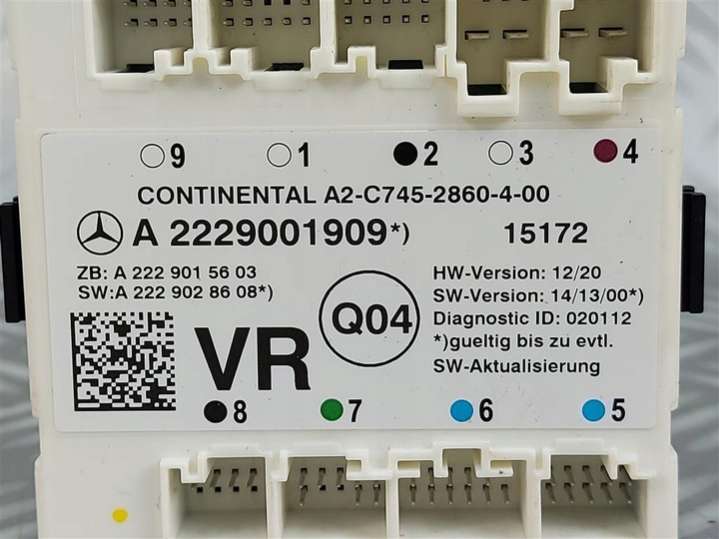 9 1 2 3 4
CONTINENTAL A2-C745-2860-4-00
A 2229001909*) 15172
ZB: A 222 901 56 03
SW:A 222 902 86 08*)
VR
Q04
HW-Version: 12/20
SW-Version: 14/13/00*)
Diagnostic ID: 020112
*)gueltig bis zu evtl.
SW-Aktualisierung
8 7 6 5